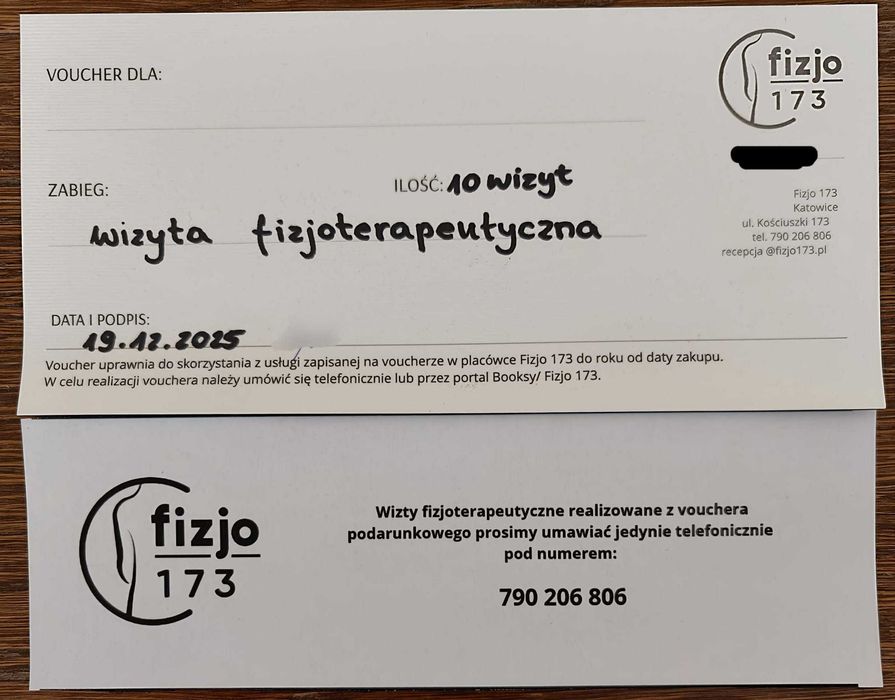 VOUCHER DLA:
fizjo
173
ZABIEG:
ILOŚĆ: 10 wizyt
wizyta fizjoterapeutyczna
Fizjo 173
Katowice
ul. Kościuszki 173
tel. 790 206 806
recepcja @fizjo173.pl
DATA I PODPIS:
19.12.2025
Voucher uprawnia do skorzystania z usługi zapisanej na voucherze w placówce Fizjo 173 do roku od daty zakupu.
W celu realizacji vouchera należy umówić się telefonicznie lub przez portal Booksy/ Fizjo 173.
fizjo
173
Wizty fizjoterapeutyczne realizowane z vouchera
podarunkowego prosimy umawiać jedynie telefonicznie
pod numerem:
790 206 806